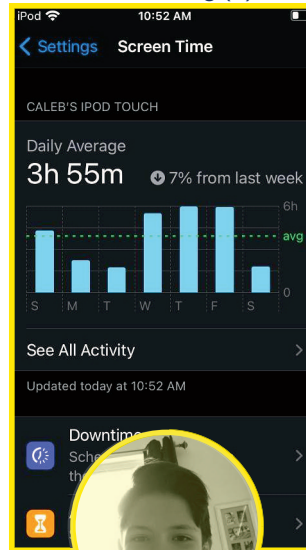 iPod 10:52 AM
Settings Screen Time
CALEB'S IPOD TOUCH
Daily Average
3h 55m 7% from last week
6h
avg
0
S M T W T F S
See All Activity
Updated today at 10:52 AM
Downtime